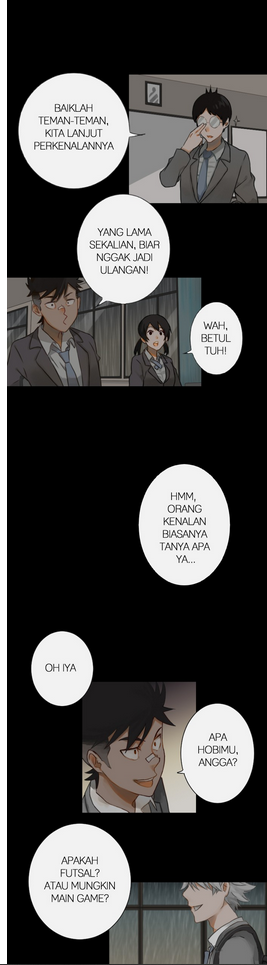 BAIKLAH
TEMAN-TEMAN,
KITA LANJUT
PERKENALANNYA
YANG LAMA
SEKALIAN, BIAR
NGGAK JADI
ULANGAN!
WAH,
BETUL
TUH!
HMM,
ORANG
KENALAN
BIASANYA
TANYA APA
YA...
OH IYA
APA
HOBIMU,
ANGGA?
APAKAH
FUTSAL?
ATAU MUNGKIN
MAIN GAME?